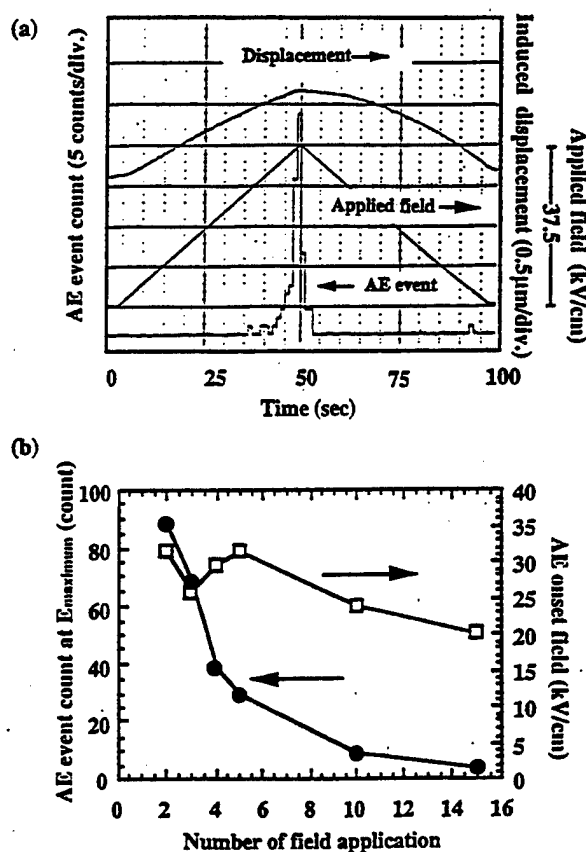 (a)
AE event count (5 counts/div.)
Displacement
Applied field
AE event
Induced displacement (0.5μm/div.)
37.5
Applied field (kV/cm)
0 25 50 75 100
Time (sec)
(b)
AE event count at Emaximum (count)
100
80
60
40
20
0
40
35
30
25
20
15
10
5
0
AE onset field (kV/cm)
0 2 4 6 8 10 12 14 16
Number of field application